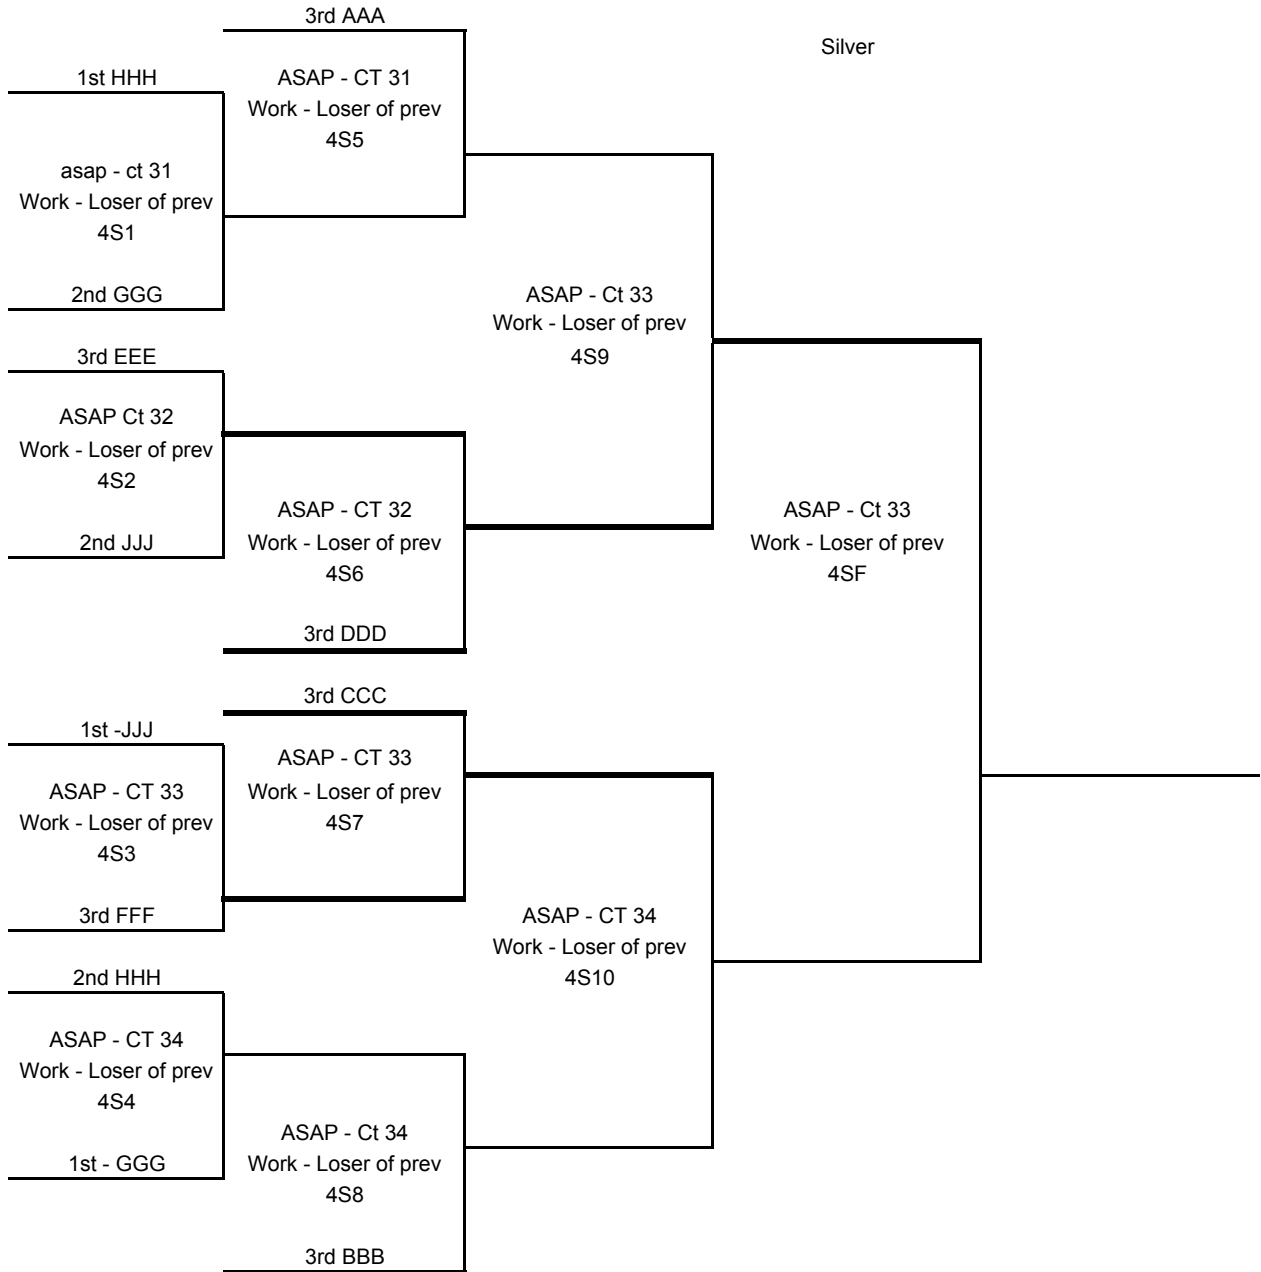 3rd AAA
Silver
1st HHH
ASAP - CT 31
Work - Loser of prev
4S5
asap - ct 31
Work - Loser of prev
4S1
2nd GGG
ASAP - Ct 33
Work - Loser of prev
4S9
3rd EEE
ASAP Ct 32
Work - Loser of prev
4S2
2nd JJJ
ASAP - CT 32
Work - Loser of prev
4S6
ASAP - Ct 33
Work - Loser of prev
4SF
3rd DDD
3rd CCC
1st -JJJ
ASAP - CT 33
Work - Loser of prev
4S7
ASAP - CT 33
Work - Loser of prev
4S3
3rd FFF
ASAP - CT 34
Work - Loser of prev
4S10
2nd HHH
ASAP - CT 34
Work - Loser of prev
4S4
1st - GGG
ASAP - Ct 34
Work - Loser of prev
4S8
3rd BBB